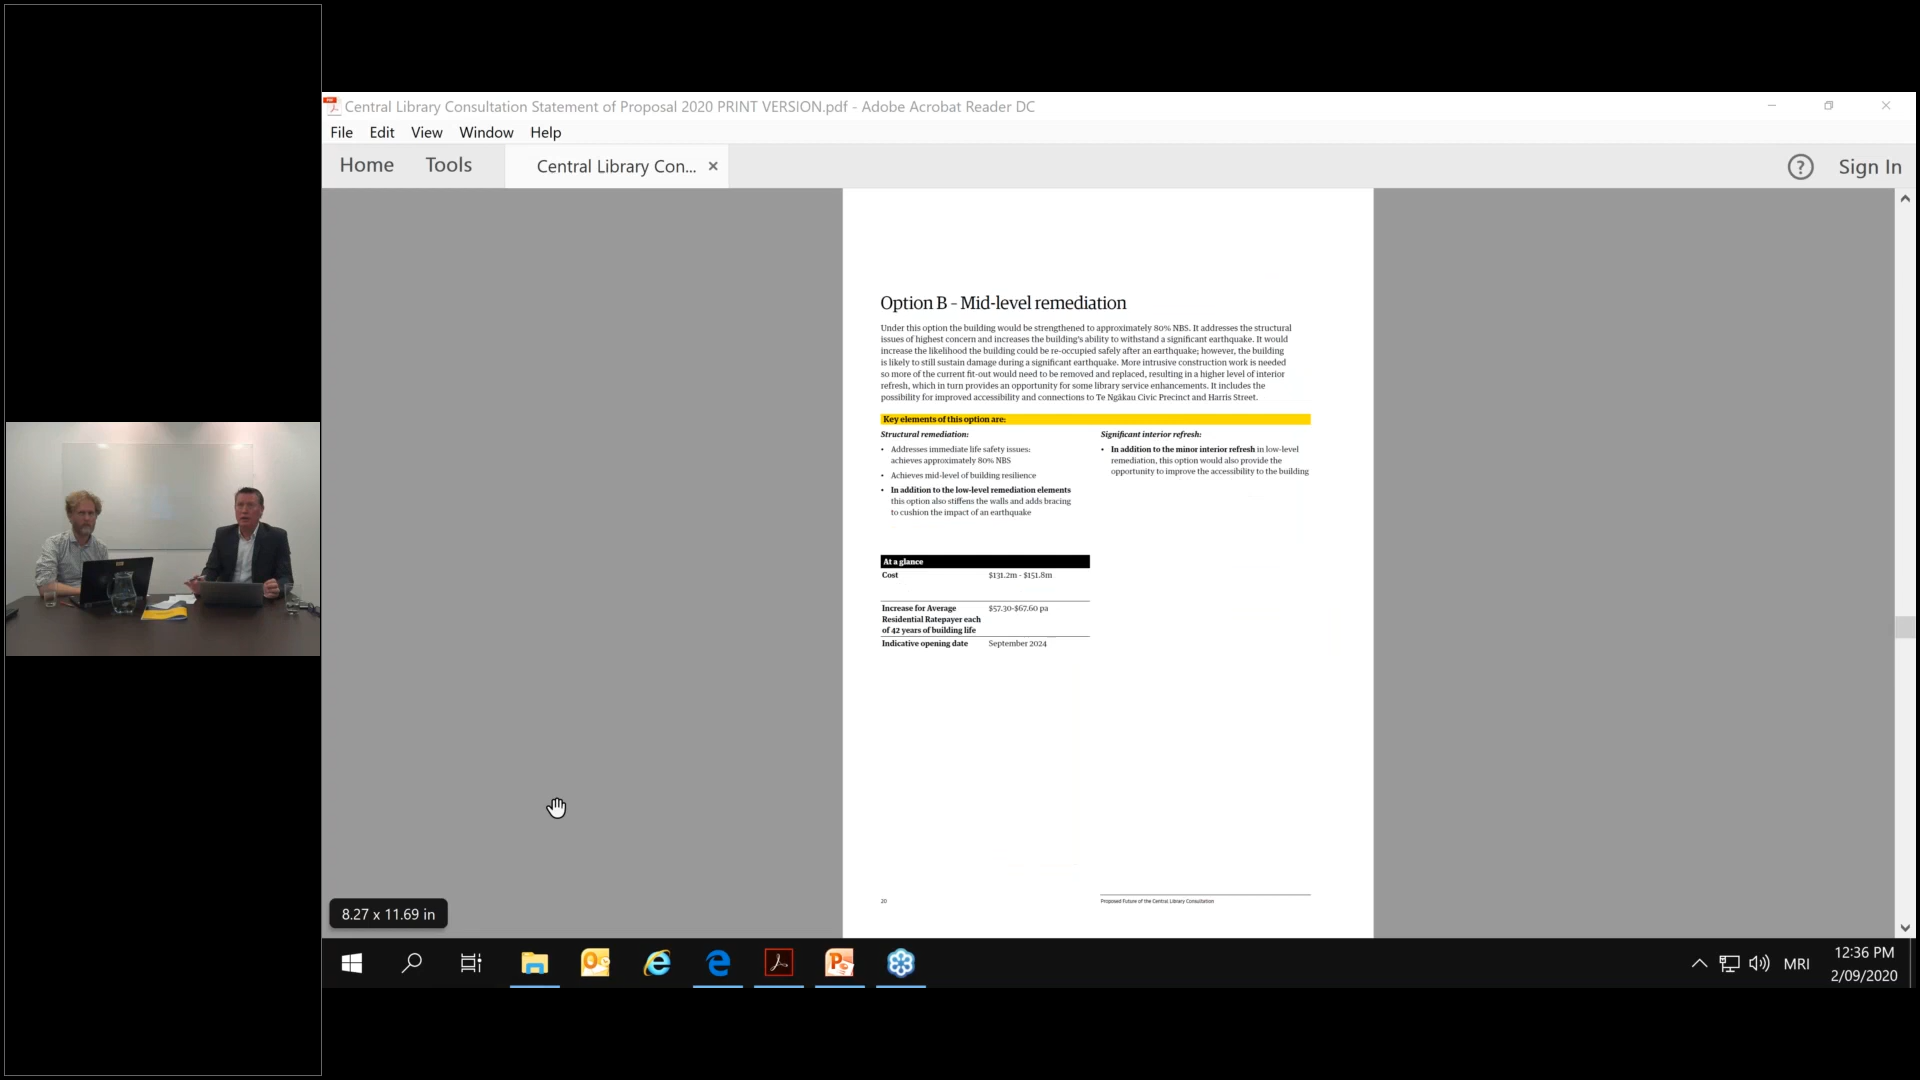 Central Library Consultation Statement of Proposal 2020 PRINT VERSION.pdf - Adobe Acrobat Reader DC
File Edit View Window Help
Home Tools Central Library Con... Sign In
Option B – Mid-level remediation
Under this option the building would be strengthened to approximately 80% NBS. It addresses the structural
issues of highest concern and increases the building's ability to withstand a significant earthquake. It would
increase the likelihood the building could be re-occupied safely after an earthquake; however, the building
is likely to still sustain damage during a significant earthquake. More intrusive construction work is needed
so more of the current fit-out would need to be removed and replaced, resulting in a higher level of interior
refresh, which in turn provides an opportunity for some library service enhancements. It includes the
possibility for improved accessibility and connections to Te Ngākau Civic Precinct and Harris Street.
Key elements of this option are:
Structural remediation:
• Addresses immediate life safety issues:
achieves approximately 80% NBS
• Achieves mid-level of building resilience
• In addition to the low-level remediation elements
this option also stiffens the walls and adds bracing
to cushion the impact of an earthquake
Significant interior refresh:
• In addition to the minor interior refresh in low-level
remediation, this option would also provide the
opportunity to improve the accessibility to the building
At a glance
Cost $131.2m - $151.8m
Increase for Average $57.30-$67.60 pa
Residential Ratepayer each
of 42 years of building life
Indicative opening date September 2024
20 Proposed Future of the Central Library Consultation
8.27 x 11.69 in
MRI
12:36 PM
2/09/2020